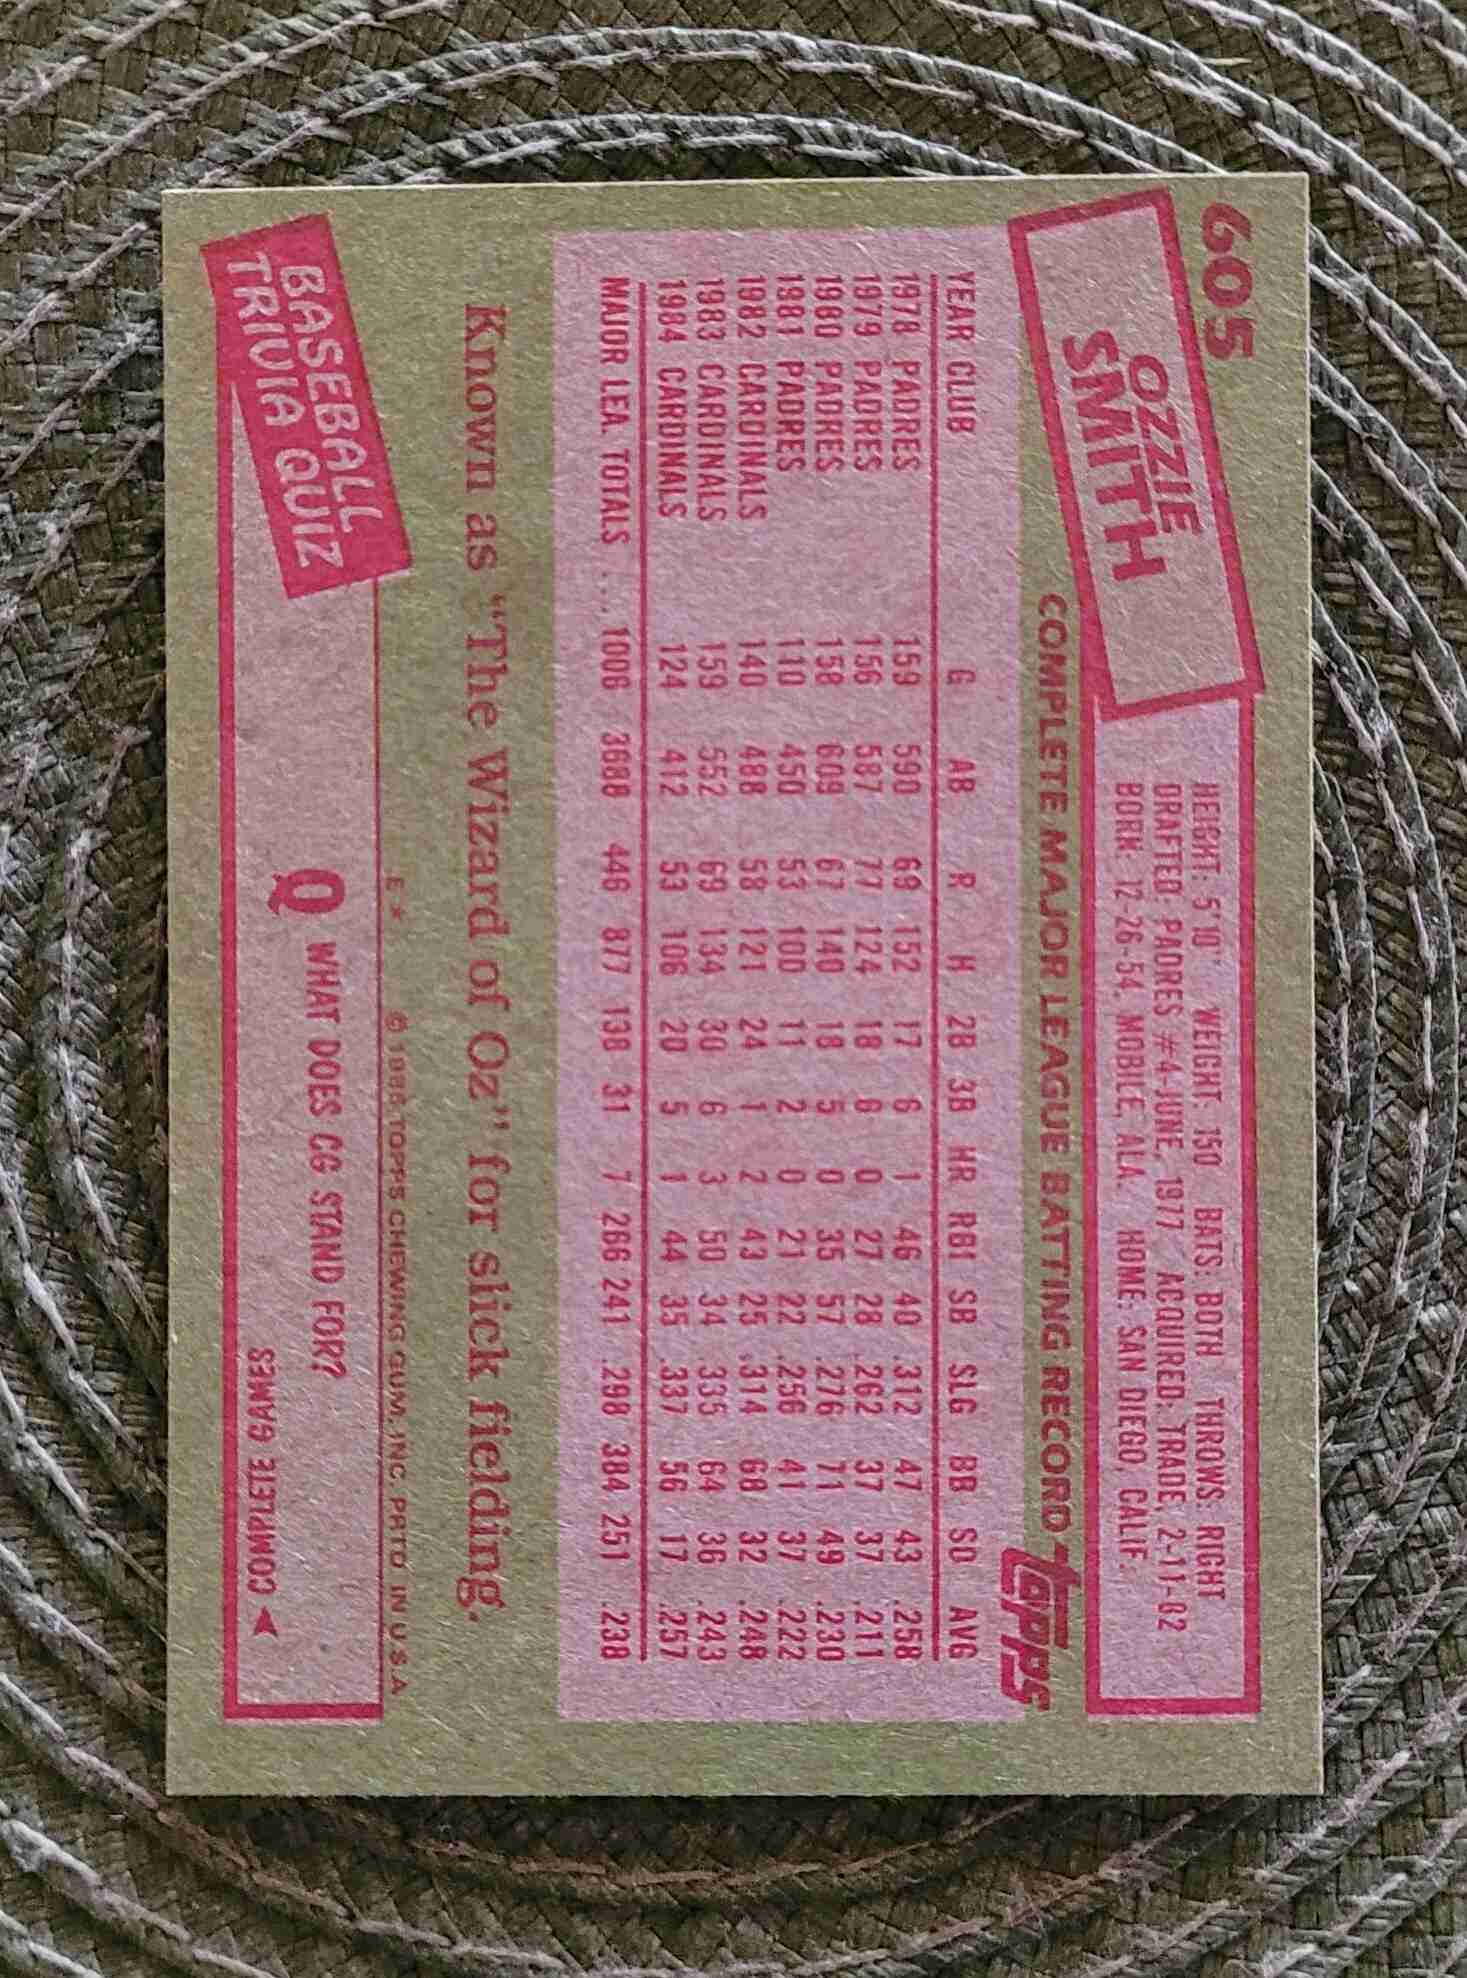 605
OZZIE
SMITH
HEIGHT: 5'10" WEIGHT: 150 BATS: BOTH THROWS: RIGHT
DRAFTED: PADRES #4-JUNE, 1977 ACQUIRED: TRADE, 2-11-82
BORN: 12-26-54, MOBILE, ALA. HOME: SAN DIEGO, CALIF.
COMPLETE MAJOR LEAGUE BATTING RECORD topps
YEAR CLUB G AB R H 2B 3B HR RBI SB SLG BB SO AVG
1978 PADRES 159 590 69 152 17 6 1 46 40 .312 47 43 .258
1979 PADRES 156 587 77 124 18 6 0 27 28 .262 37 37 .211
1980 PADRES 158 609 67 140 18 5 0 35 57 .276 71 49 .230
1981 PADRES 110 450 53 100 11 2 0 21 22 .256 41 37 .222
1982 CARDINALS 140 488 58 121 24 1 2 43 25 .314 68 32 .248
1983 CARDINALS 159 552 69 134 30 6 3 50 34 .335 64 36 .243
1984 CARDINALS 124 412 53 106 20 5 1 44 35 .337 56 17 .257
MAJOR LEA. TOTALS .... 1006 3688 446 877 138 31 7 266 241 .298 384 251 .238
Known as "The Wizard of Oz" for slick fielding.
E* © 1985 TOPPS CHEWING GUM, INC. PRTD. IN U.S.A.
BASEBALL
TRIVIA QUIZ
Q WHAT DOES CG STAND FOR?
► COMPLETE GAMES